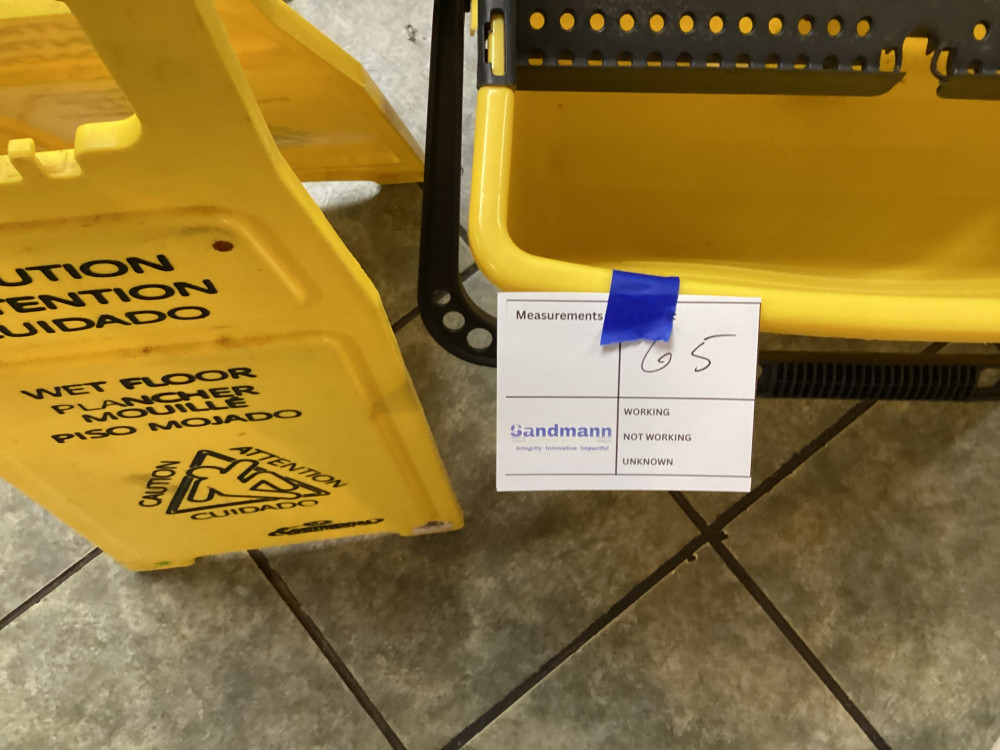 UTION
TENTION
CUIDADO
WET FLOOR
PLANCHER
MOUILLÉ
PISO MOJADO
CAUTION
ATTENTION
CUIDADO
Measurements
65
Sandmann
Integrity Innovative Impactful
WORKING
NOT WORKING
UNKNOWN